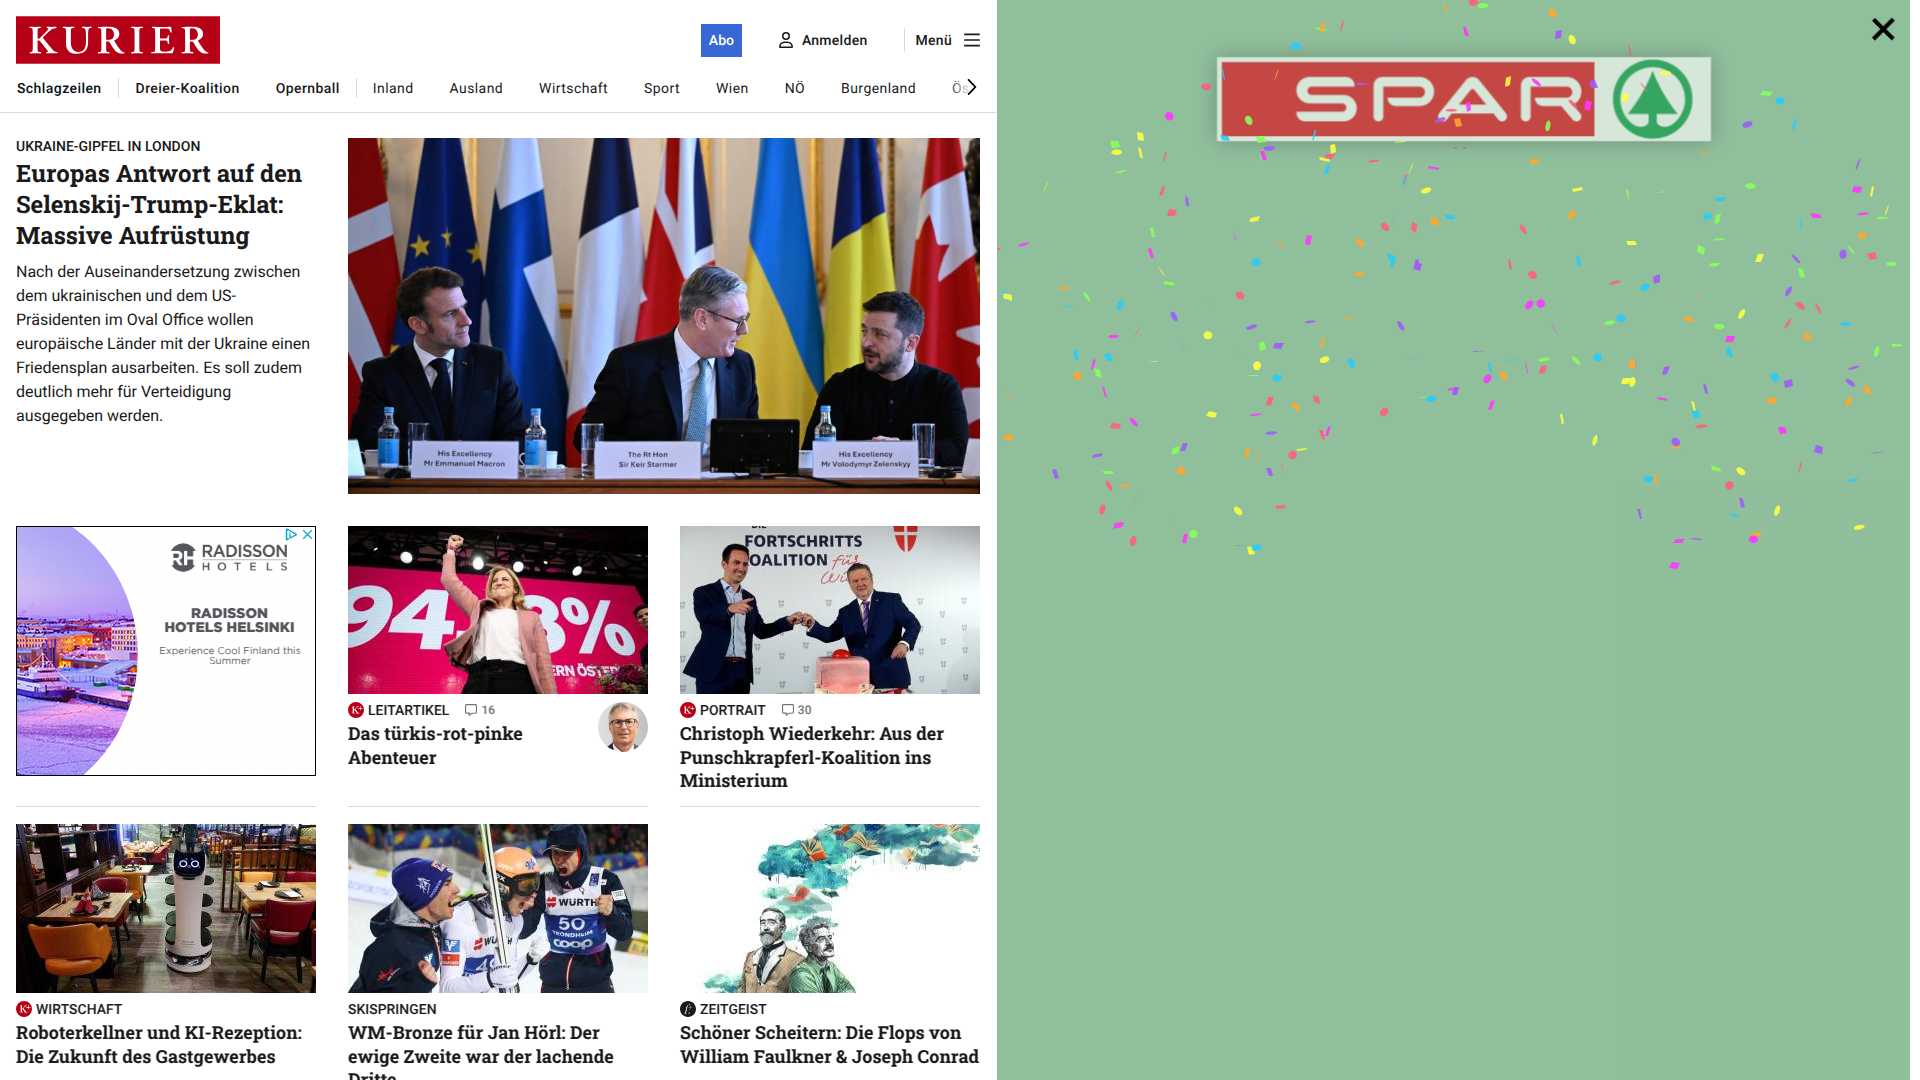 KURIER
Abo
Anmelden
Menü
Schlagzeilen
Dreier-Koalition
Opernball
Inland
Ausland
Wirtschaft
Sport
Wien
NÖ
Burgenland
UKRAINE-GIPFEL IN LONDON
Europas Antwort auf den
Selenskij-Trump-Eklat:
Massive Aufrüstung
Nach der Auseinandersetzung zwischen
dem ukrainischen und dem US-
Präsidenten im Oval Office wollen
europäische Länder mit der Ukraine einen
Friedensplan ausarbeiten. Es soll zudem
deutlich mehr für Verteidigung
ausgegeben werden.
His Excellency
Mr Emmanuel Macron
The Rt Hon
Sir Keir Starmer
His Excellency
Mr Volodymyr Zelenskyy
SPAR
RH RADISSON
HOTELS
RADISSON
HOTELS HELSINKI
Experience Cool Finland this
Summer
94 8%
FORTSCHRITTS
OALITION für
K+ LEITARTIKEL 16
Das türkis-rot-pinke
Abenteuer
K+ PORTRAIT 30
Christoph Wiederkehr: Aus der
Punschkrapferl-Koalition ins
Ministerium
WÜRTH
50
TRONDHEIM
coop
K+ WIRTSCHAFT
Roboterkellner und KI-Rezeption:
Die Zukunft des Gastgewerbes
SKISPRINGEN
WM-Bronze für Jan Hörl: Der
ewige Zweite war der lachende
Dritte
ZEITGEIST
Schöner Scheitern: Die Flops von
William Faulkner & Joseph Conrad